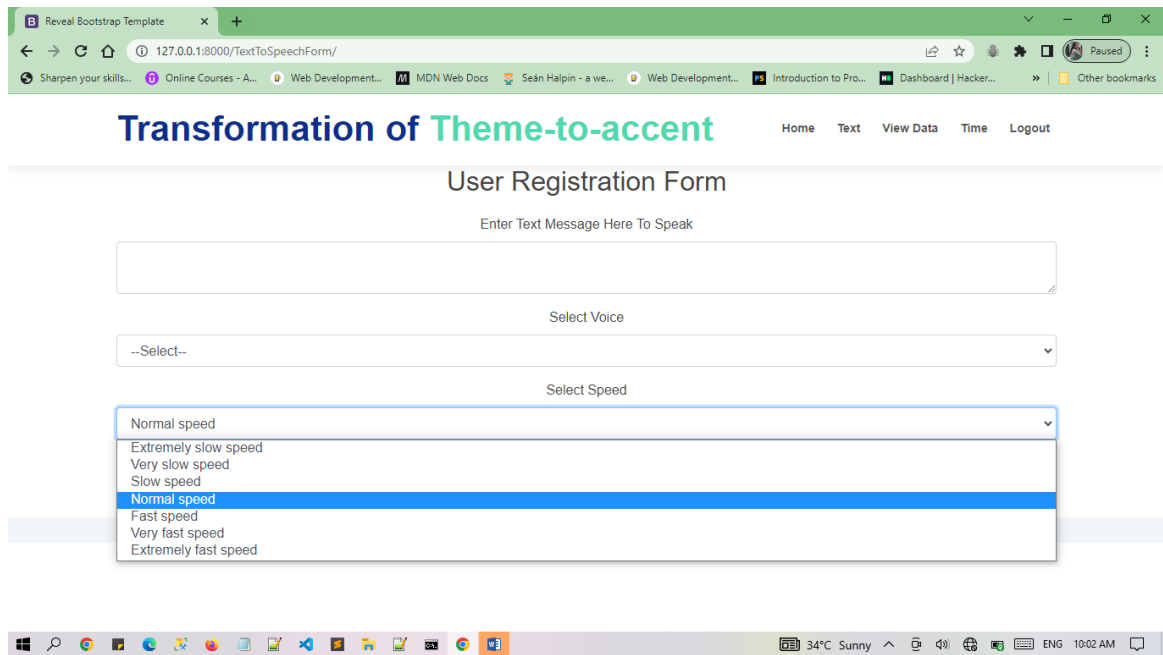 Reveal Bootstrap Template
127.0.0.1:8000/TextToSpeechForm/
Paused
Sharpen your skills... Online Courses - A... Web Development... MDN Web Docs Seán Halpin - a we... Web Development... Introduction to Pro... Dashboard | Hacker... » Other bookmarks
Transformation of Theme-to-accent
Home Text View Data Time Logout
User Registration Form
Enter Text Message Here To Speak
Select Voice
--Select--
Select Speed
Normal speed
Extremely slow speed
Very slow speed
Slow speed
Normal speed
Fast speed
Very fast speed
Extremely fast speed
34°C Sunny ENG 10:02 AM